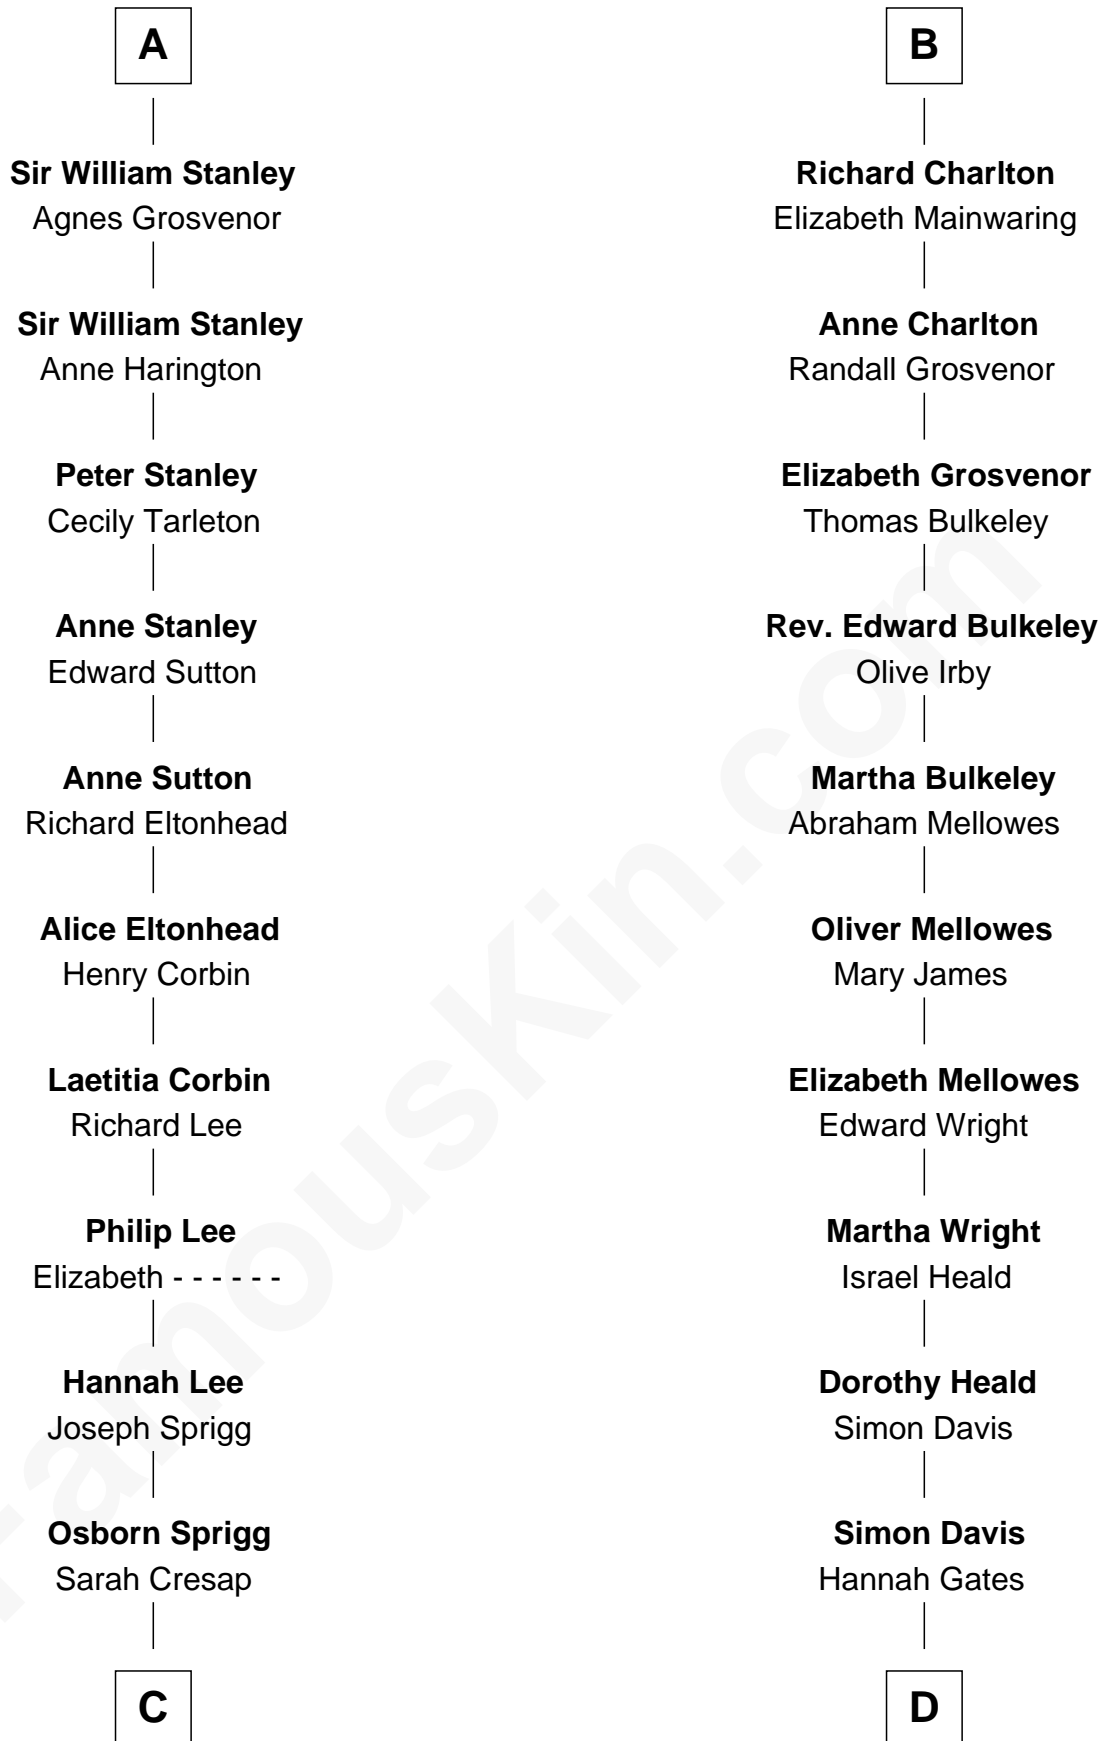 A
Sir William Stanley
Agnes Grosvenor
Sir William Stanley
Anne Harington
Peter Stanley
Cecily Tarleton
Anne Stanley
Edward Sutton
Anne Sutton
Richard Eltonhead
Alice Eltonhead
Henry Corbin
Laetitia Corbin
Richard Lee
Philip Lee
Elizabeth - - - - - -
Hannah Lee
Joseph Sprigg
Osborn Sprigg
Sarah Cresap
C
B
Richard Charlton
Elizabeth Mainwaring
Anne Charlton
Randall Grosvenor
Elizabeth Grosvenor
Thomas Bulkeley
Rev. Edward Bulkeley
Olive Irby
Martha Bulkeley
Abraham Mellowes
Oliver Mellowes
Mary James
Elizabeth Mellowes
Edward Wright
Martha Wright
Israel Heald
Dorothy Heald
Simon Davis
Simon Davis
Hannah Gates
D
FamousKin.com